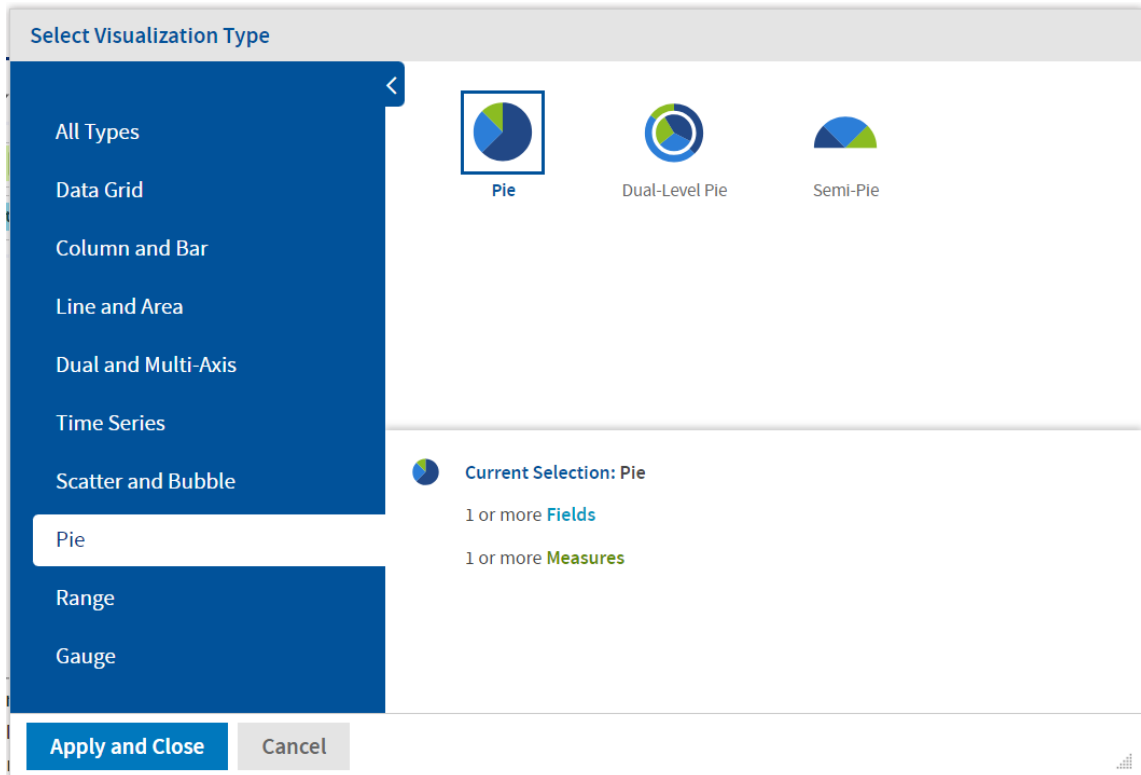 Select Visualization Type
All Types
Data Grid
Column and Bar
Line and Area
Dual and Multi-Axis
Time Series
Scatter and Bubble
Pie
Range
Gauge
Pie
Dual-Level Pie
Semi-Pie
Current Selection: Pie
1 or more Fields
1 or more Measures
Apply and Close
Cancel